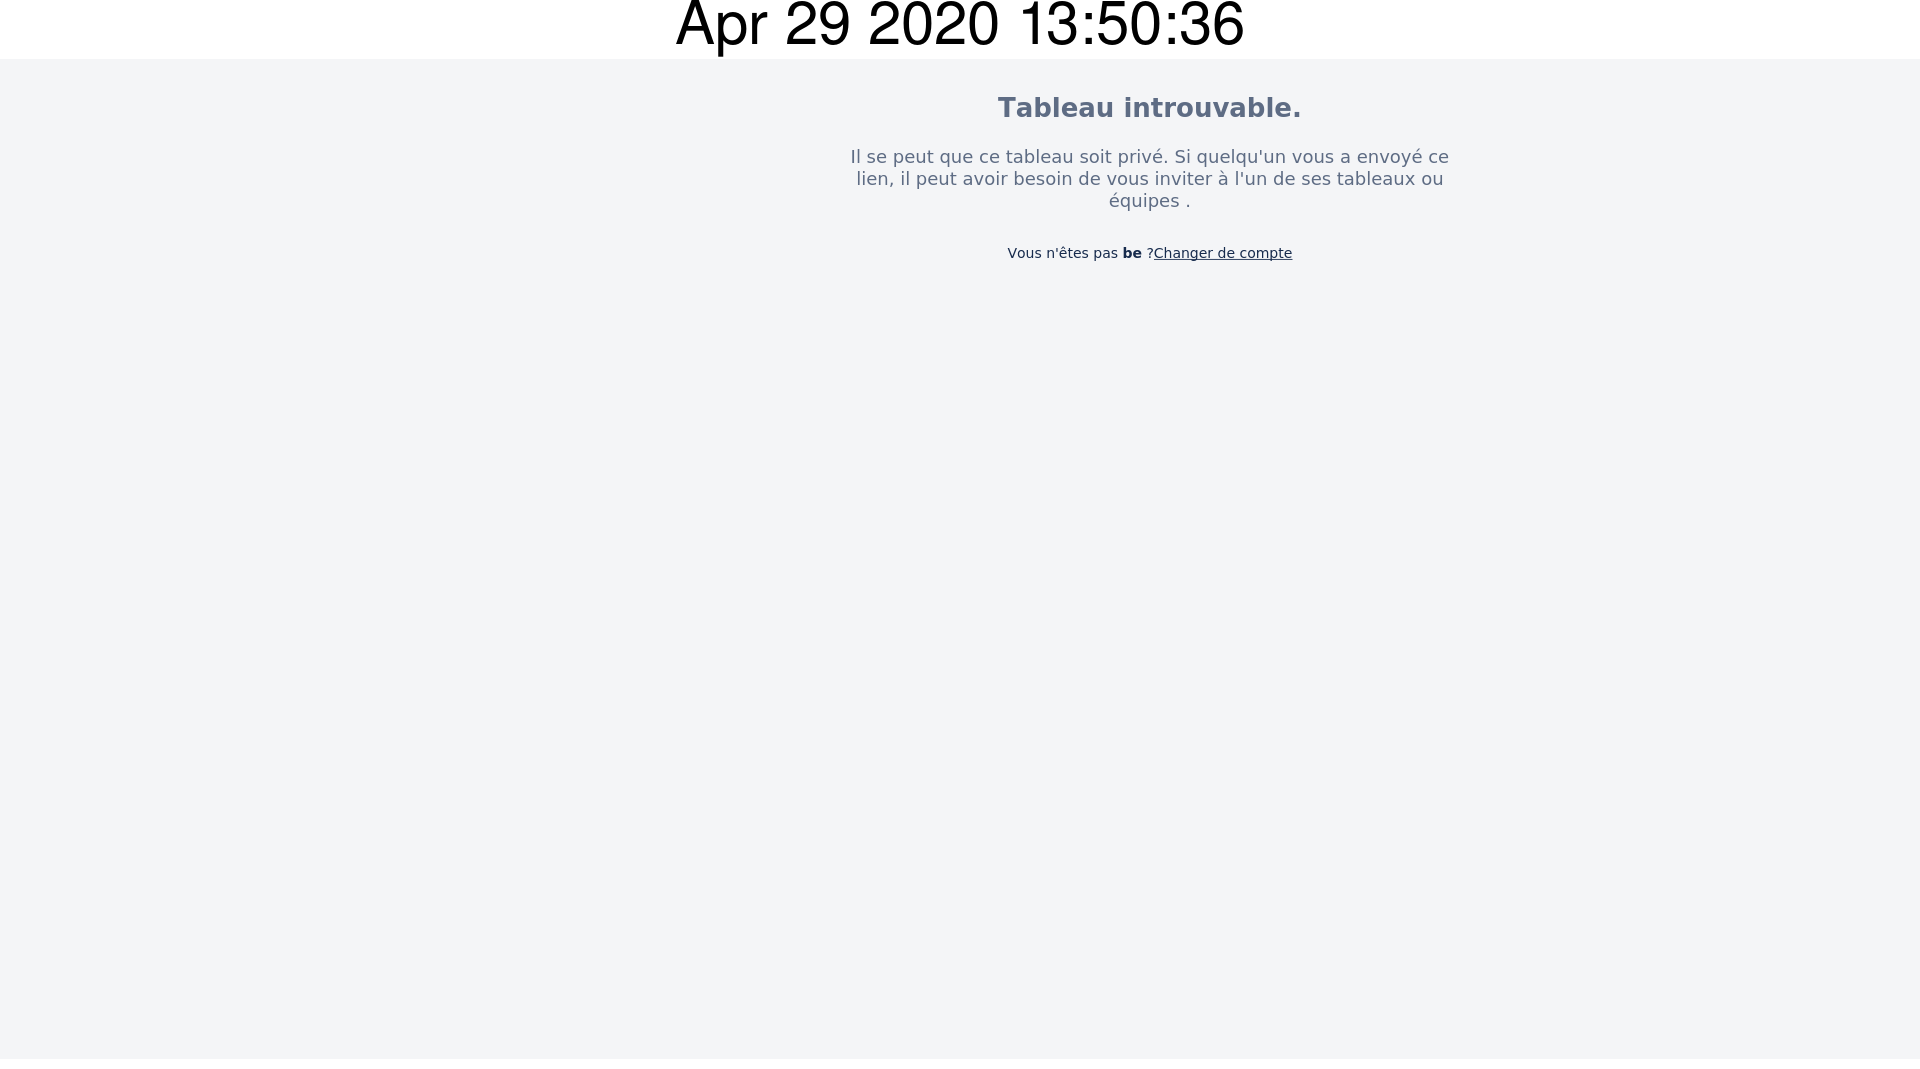 Apr 29 2020 13:50:36
Tableau introuvable.
Il se peut que ce tableau soit privé. Si quelqu'un vous a envoyé ce
lien, il peut avoir besoin de vous inviter à l'un de ses tableaux ou
équipes .
Vous n'êtes pas be ?Changer de compte